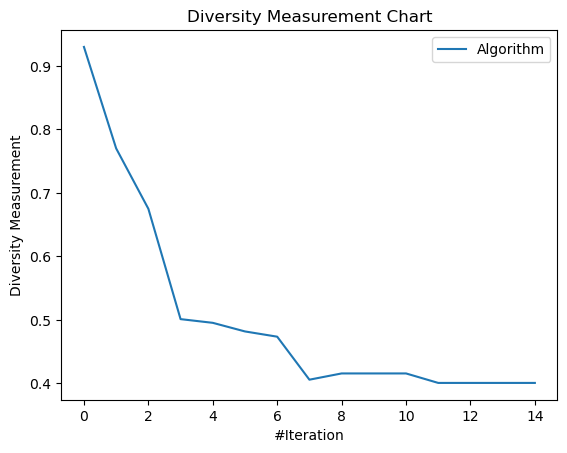 Diversity Measurement Chart
Algorithm
Diversity Measurement
0.9
0.8
0.7
0.6
0.5
0.4
0 2 4 6 8 10 12 14
#Iteration